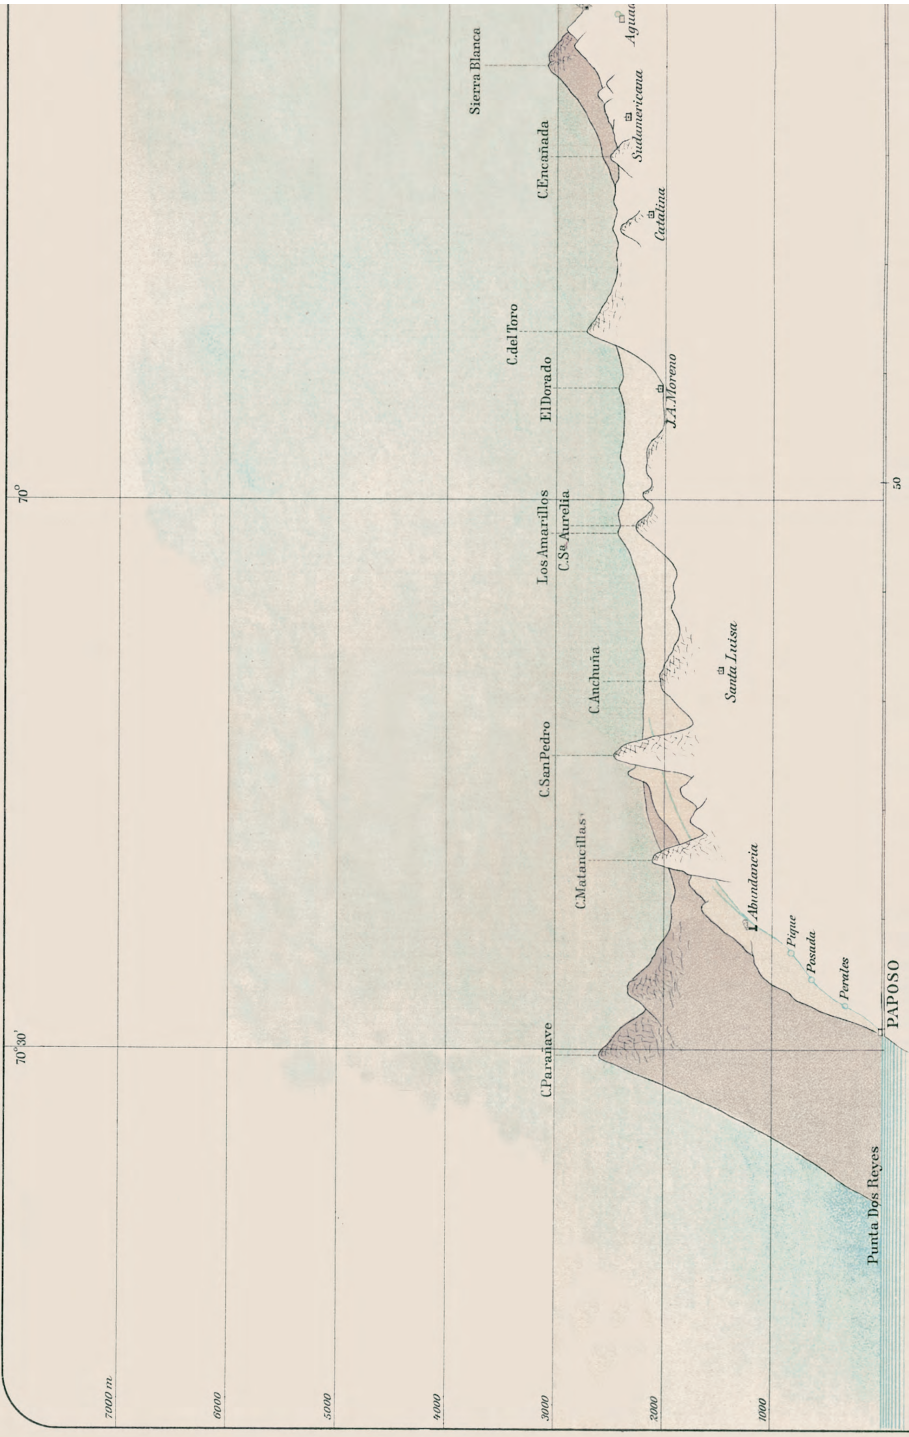 70°30'
70°
7000 m
6000
5000
4000
3000
2000
1000
Punta Dos Reyes
PAPOSO
C.Parañave
Perales
Posada
Pique
Abundancia
C.Matancillas
C.San Pedro
C.Anchuña
Santa Luisa
Los Amarillos
C.Sª Aurelia
50
El Dorado
J.A.Moreno
C.del Toro
Catalina
C.Encañada
Sudamericana
Sierra Blanca